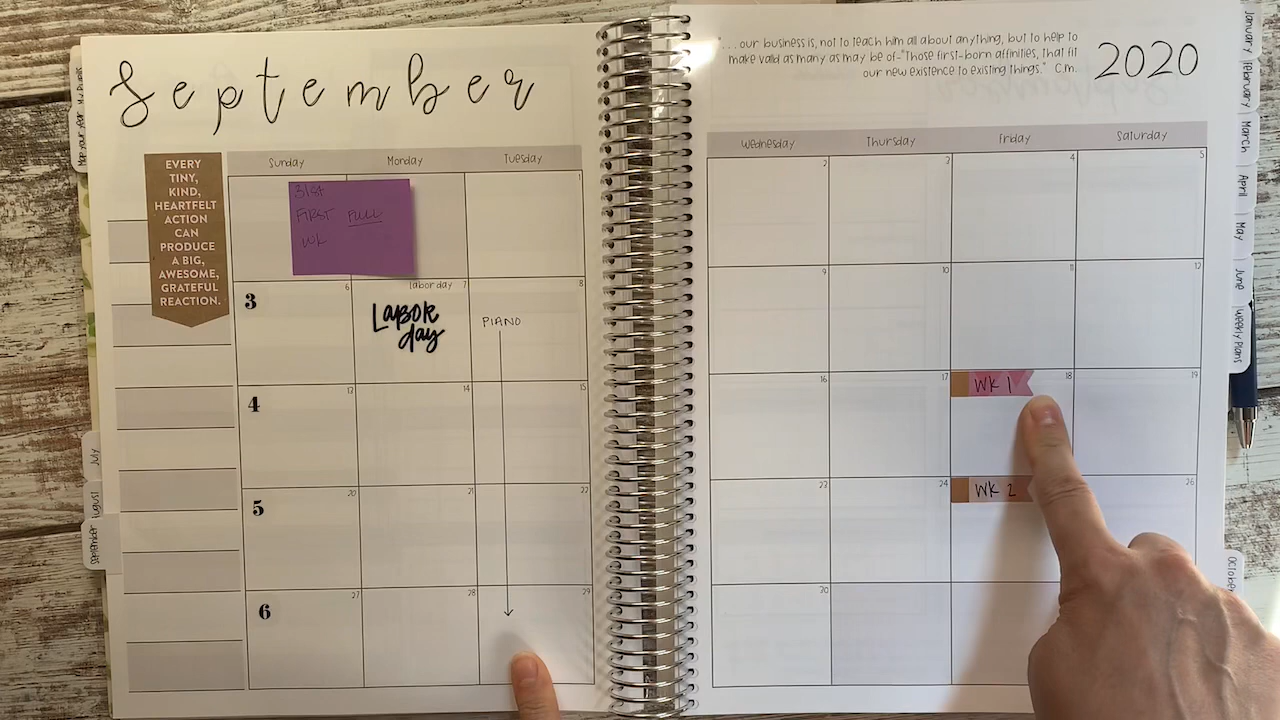 September
EVERY
TINY,
KIND,
HEARTFELT
ACTION
CAN
PRODUCE
A BIG,
AWESOME,
GRATEFUL
REACTION.
Sunday Monday Tuesday
31st
FIRST FULL
WK
1
3 6 labor day 7 8
LABOR
day
PIANO
4 13 14 15
5 20 21 22
6 27 28 29
July
September
... our business is, not to teach him all about anything, but to help to
make valid as many as may be of-"Those first-born affinities, that fit
our new existence to existing things." C.M.
2020
Wednesday Thursday Friday Saturday
2 3 4 5
9 10 11 12
16 17 WK 1 18 19
23 24 WK 2 26
30
January
February
March
April
May
June
Weekly Plans
October